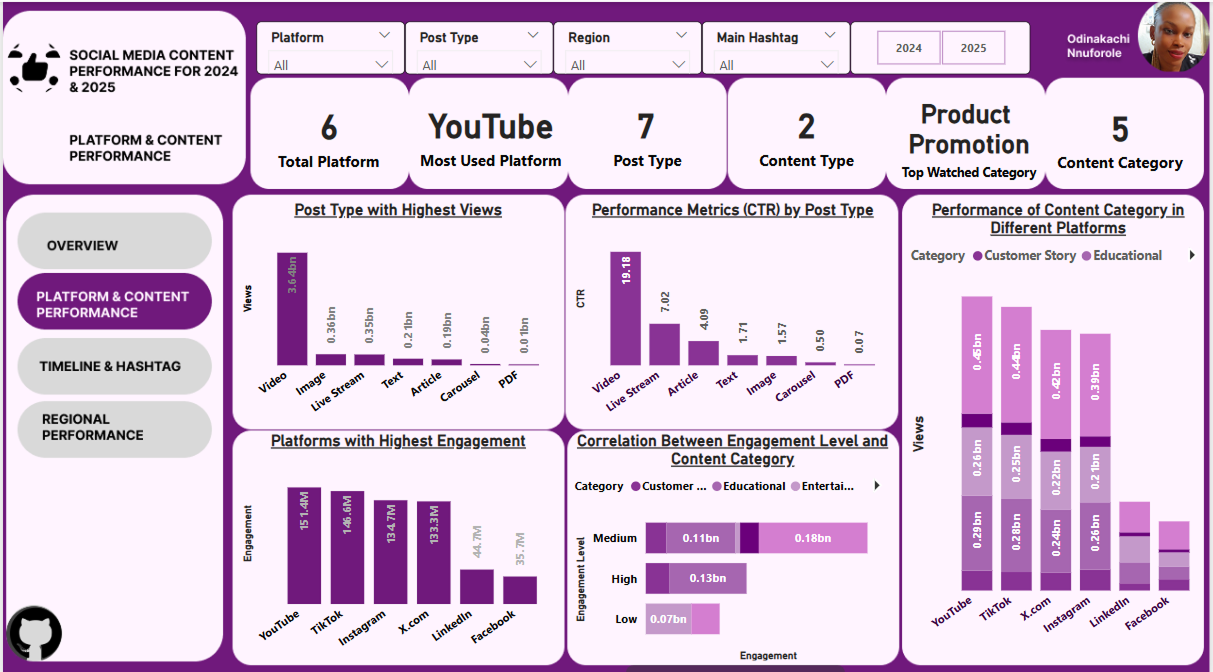 SOCIAL MEDIA CONTENT
PERFORMANCE FOR 2024
& 2025
PLATFORM & CONTENT
PERFORMANCE
Platform
All
Post Type
All
Region
All
Main Hashtag
All
2024
2025
Odinakachi
Nnuforole
6
Total Platform
YouTube
Most Used Platform
7
Post Type
2
Content Type
Product
Promotion
Top Watched Category
5
Content Category
OVERVIEW
PLATFORM & CONTENT
PERFORMANCE
TIMELINE & HASHTAG
REGIONAL
PERFORMANCE
Post Type with Highest Views
Views
3.64bn
0.36bn
0.35bn
0.21bn
0.19bn
0.04bn
0.01bn
Video
Image
Live Stream
Text
Article
Carousel
PDF
Performance Metrics (CTR) by Post Type
CTR
19.18
7.02
4.09
1.71
1.57
0.50
0.07
Video
Live Stream
Article
Text
Image
Carousel
PDF
Performance of Content Category in
Different Platforms
Category Customer Story Educational
Views
0.45bn
0.26bn
0.29bn
0.44bn
0.25bn
0.28bn
0.42bn
0.22bn
0.24bn
0.39bn
0.21bn
0.26bn
YouTube
TikTok
X.com
Instagram
LinkedIn
Facebook
Platforms with Highest Engagement
Engagement
151.4M
146.6M
134.7M
133.3M
44.7M
35.7M
YouTube
TikTok
Instagram
X.com
LinkedIn
Facebook
Correlation Between Engagement Level and
Content Category
Category Customer ... Educational Entertai...
Engagement Level
Medium 0.11bn 0.18bn
High 0.13bn
Low 0.07bn
Engagement